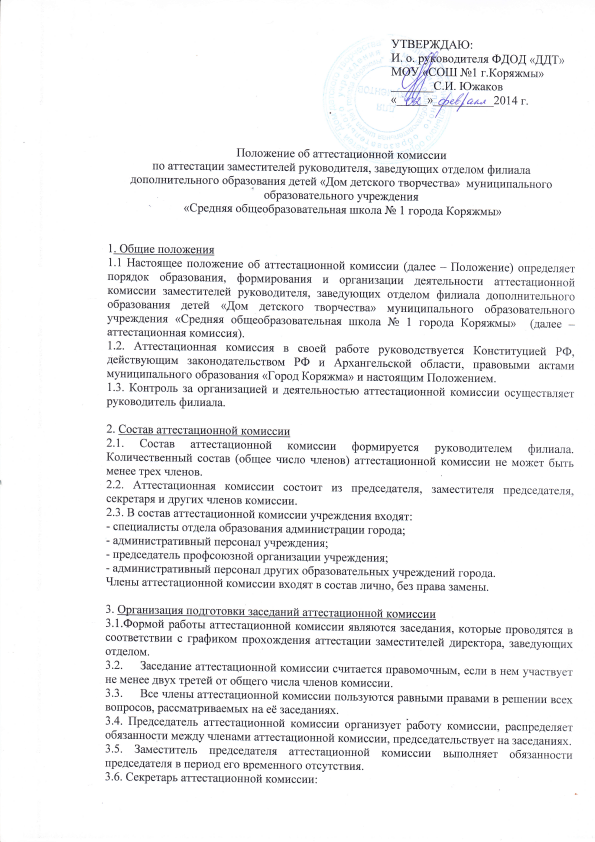 УТВЕРЖДАЮ:
И. о. руководителя ФДОД «ДДТ»
МОУ «СОШ №1 г.Коряжмы»
________С.И. Южаков
«____» февраля 2014 г.
Положение об аттестационной комиссии
по аттестации заместителей руководителя, заведующих отделом филиала
дополнительного образования детей «Дом детского творчества» муниципального
образовательного учреждения
«Средняя общеобразовательная школа № 1 города Коряжмы»
1. Общие положения
1.1 Настоящее положение об аттестационной комиссии (далее – Положение) определяет
порядок образования, формирования и организации деятельности аттестационной
комиссии заместителей руководителя, заведующих отделом филиала дополнительного
образования детей «Дом детского творчества» муниципального образовательного
учреждения «Средняя общеобразовательная школа № 1 города Коряжмы» (далее –
аттестационная комиссия).
1.2. Аттестационная комиссия в своей работе руководствуется Конституцией РФ,
действующим законодательством РФ и Архангельской области, правовыми актами
муниципального образования «Город Коряжма» и настоящим Положением.
1.3. Контроль за организацией и деятельностью аттестационной комиссии осуществляет
руководитель филиала.
2. Состав аттестационной комиссии
2.1. Состав аттестационной комиссии формируется руководителем филиала.
Количественный состав (общее число членов) аттестационной комиссии не может быть
менее трех членов.
2.2. Аттестационная комиссия состоит из председателя, заместителя председателя,
секретаря и других членов комиссии.
2.3. В состав аттестационной комиссии учреждения входят:
- специалисты отдела образования администрации города;
- административный персонал учреждения;
- председатель профсоюзной организации учреждения;
- административный персонал других образовательных учреждений города.
Члены аттестационной комиссии входят в состав лично, без права замены.
3. Организация подготовки заседаний аттестационной комиссии
3.1.Формой работы аттестационной комиссии являются заседания, которые проводятся в
соответствии с графиком прохождения аттестации заместителей директора, заведующих
отделом.
3.2. Заседание аттестационной комиссии считается правомочным, если в нем участвует
не менее двух третей от общего числа членов комиссии.
3.3. Все члены аттестационной комиссии пользуются равными правами в решении всех
вопросов, рассматриваемых на её заседаниях.
3.4. Председатель аттестационной комиссии организует работу комиссии, распределяет
обязанности между членами аттестационной комиссии, председательствует на заседаниях.
3.5. Заместитель председателя аттестационной комиссии выполняет обязанности
председателя в период его временного отсутствия.
3.6. Секретарь аттестационной комиссии: